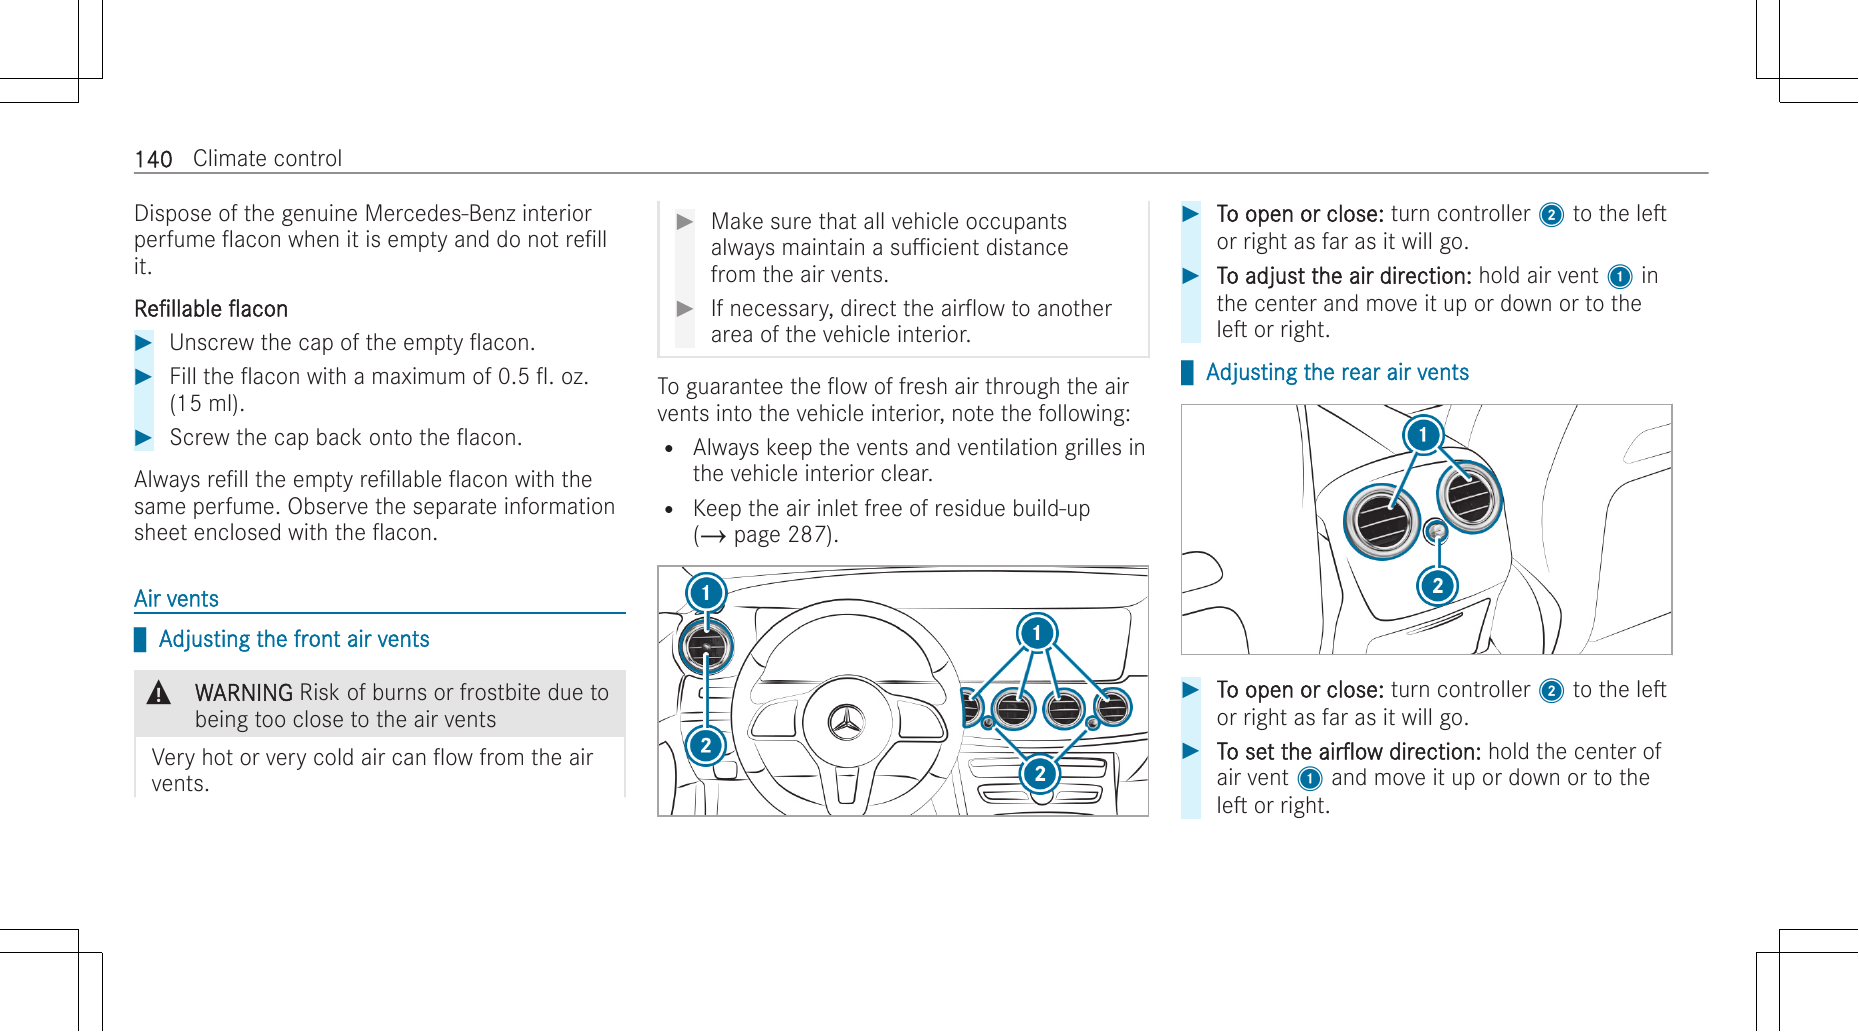 140 Climate control
Dispose of the genuine Mercedes-Benz interior
perfume flacon when it is empty and do not refill
it.
Refillable flacon
▶ Unscrew the cap of the empty flacon.
▶ Fill the flacon with a maximum of 0.5 fl. oz.
(15 ml).
▶ Screw the cap back onto the flacon.
Always refill the empty refillable flacon with the
same perfume. Observe the separate information
sheet enclosed with the flacon.
Air vents
Adjusting the front air vents
WARNING Risk of burns or frostbite due to
being too close to the air vents
Very hot or very cold air can flow from the air
vents.
▶ Make sure that all vehicle occupants
always maintain a sufficient distance
from the air vents.
▶ If necessary, direct the airflow to another
area of the vehicle interior.
To guarantee the flow of fresh air through the air
vents into the vehicle interior, note the following:
• Always keep the vents and ventilation grilles in
the vehicle interior clear.
• Keep the air inlet free of residue build-up
(→ page 287).
1
1
2
2
▶ To open or close: turn controller 2 to the left
or right as far as it will go.
▶ To adjust the air direction: hold air vent 1 in
the center and move it up or down or to the
left or right.
Adjusting the rear air vents
1
2
▶ To open or close: turn controller 2 to the left
or right as far as it will go.
▶ To set the airflow direction: hold the center of
air vent 1 and move it up or down or to the
left or right.